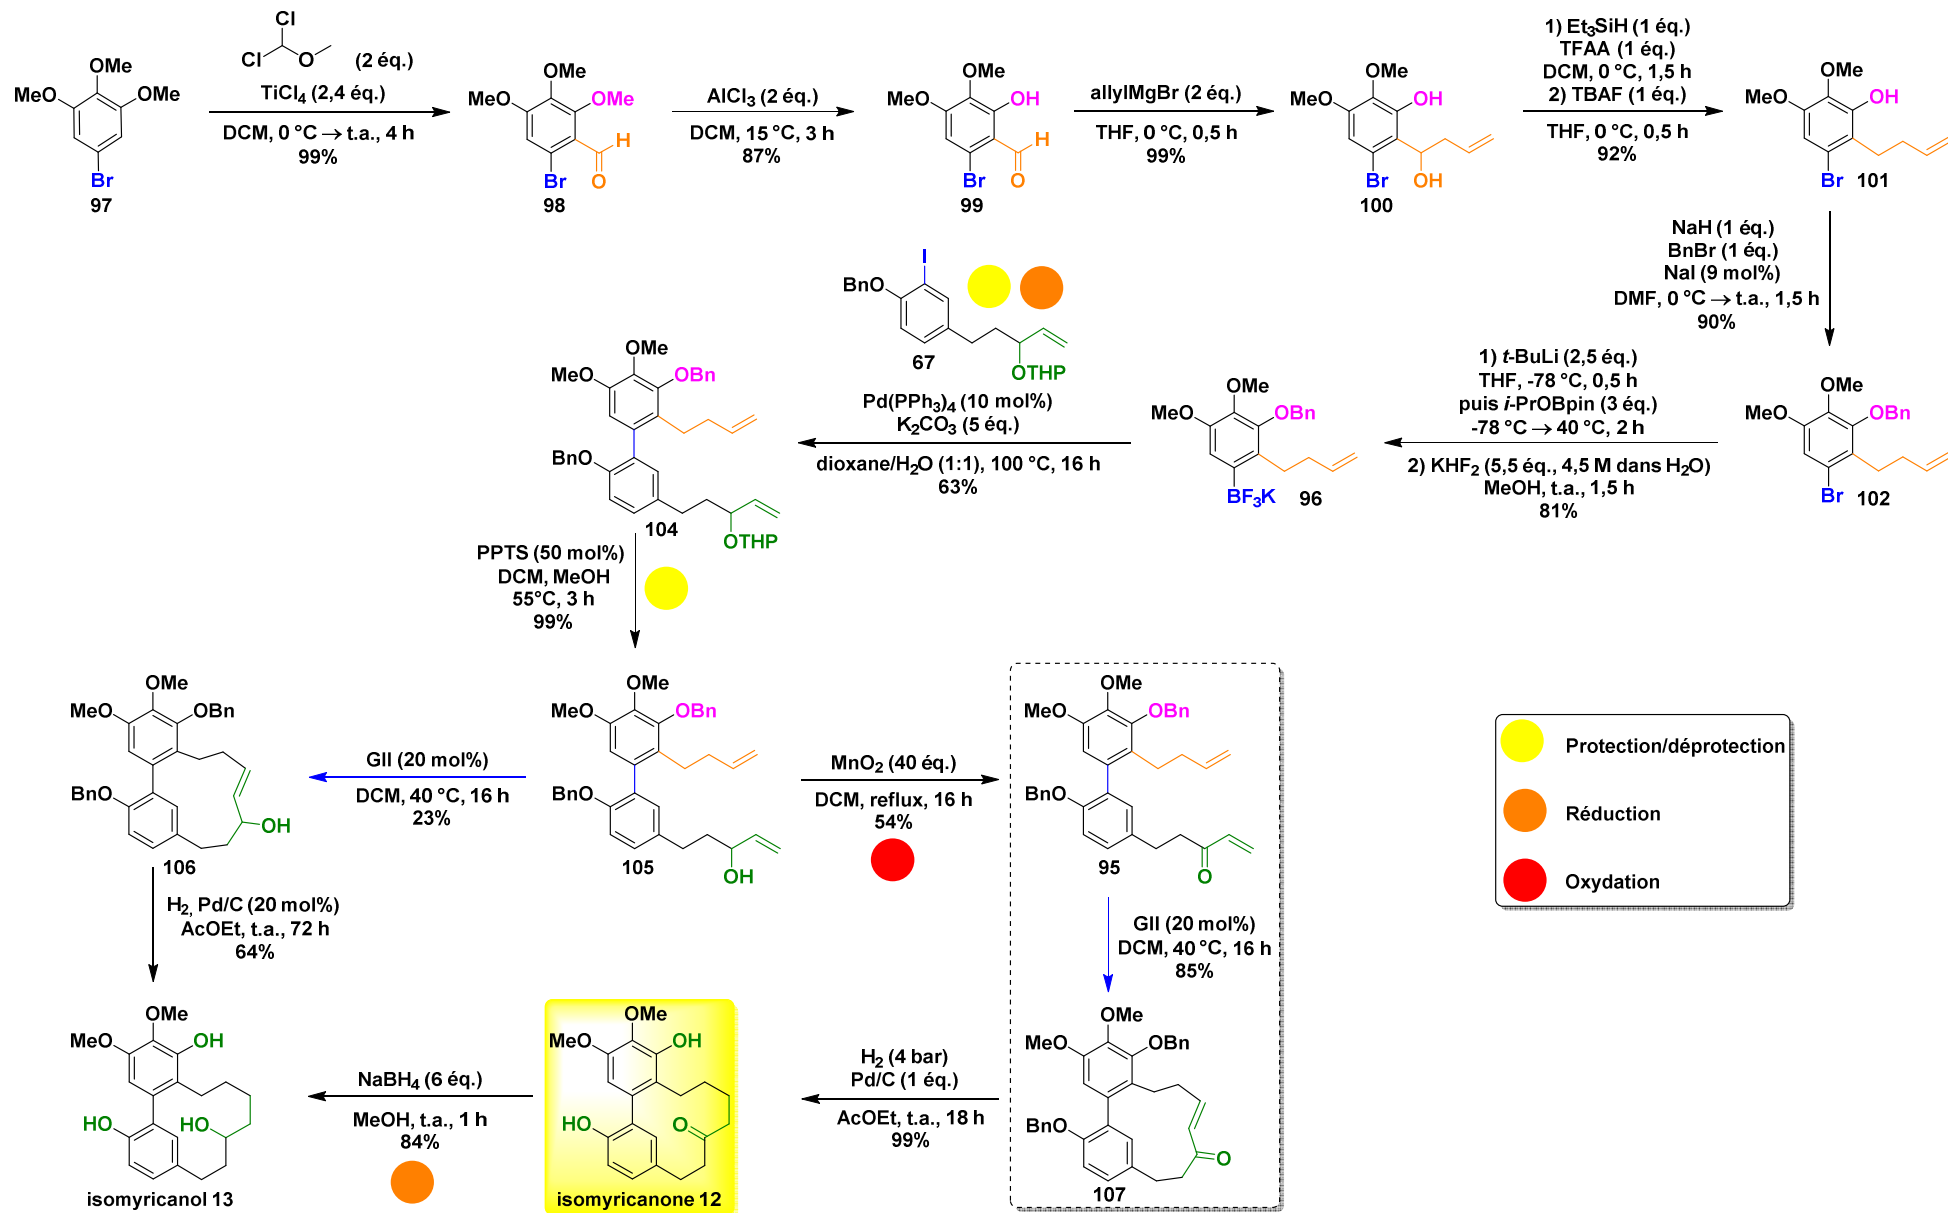 Cl
Cl
O
(2 éq.)
TiCl4 (2,4 éq.)
DCM, 0 °C → t.a., 4 h
99%
OMe
MeO
OMe
Br
97
OMe
MeO
OMe
H
Br
O
98
AlCl3 (2 éq.)
DCM, 15 °C, 3 h
87%
OMe
MeO
OH
H
Br
O
99
allylMgBr (2 éq.)
THF, 0 °C, 0,5 h
99%
OMe
MeO
OH
Br
OH
100
1) Et3SiH (1 éq.)
TFAA (1 éq.)
DCM, 0 °C, 1,5 h
2) TBAF (1 éq.)
THF, 0 °C, 0,5 h
92%
OMe
MeO
OH
Br
101
NaH (1 éq.)
BnBr (1 éq.)
NaI (9 mol%)
DMF, 0 °C → t.a., 1,5 h
90%
OMe
MeO
OBn
Br
102
1) t-BuLi (2,5 éq.)
THF, -78 °C, 0,5 h
puis i-PrOBpin (3 éq.)
-78 °C → 40 °C, 2 h
2) KHF2 (5,5 éq., 4,5 M dans H2O)
MeOH, t.a., 1,5 h
81%
OMe
MeO
OBn
BF3K
96
I
BnO
67
OTHP
Pd(PPh3)4 (10 mol%)
K2CO3 (5 éq.)
dioxane/H2O (1:1), 100 °C, 16 h
63%
OMe
MeO
OBn
BnO
104
OTHP
PPTS (50 mol%)
DCM, MeOH
55°C, 3 h
99%
OMe
MeO
OBn
BnO
105
OH
GII (20 mol%)
DCM, 40 °C, 16 h
23%
OMe
MeO
OBn
BnO
OH
106
MnO2 (40 éq.)
DCM, reflux, 16 h
54%
OMe
MeO
OBn
BnO
95
O
Protection/déprotection
Réduction
Oxydation
H2, Pd/C (20 mol%)
AcOEt, t.a., 72 h
64%
GII (20 mol%)
DCM, 40 °C, 16 h
85%
OMe
MeO
OBn
BnO
O
107
H2 (4 bar)
Pd/C (1 éq.)
AcOEt, t.a., 18 h
99%
OMe
MeO
OH
HO
O
isomyricanone 12
NaBH4 (6 éq.)
MeOH, t.a., 1 h
84%
OMe
MeO
OH
HO
HO
isomyricanol 13